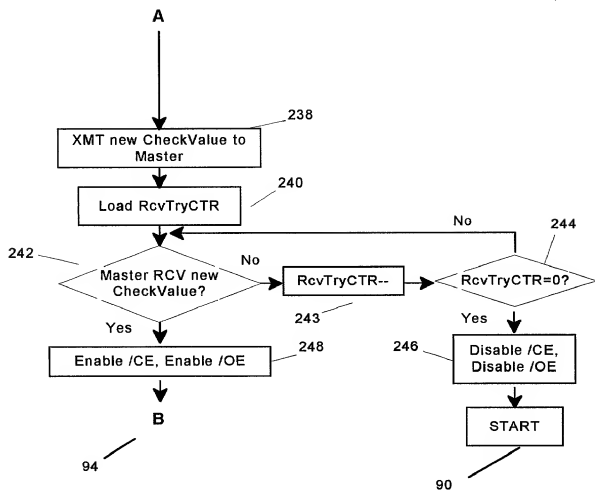 A
238
XMT new CheckValue to
Master
240
Load RcvTryCTR
No
244
242
Master RCV new
CheckValue?
No
RcvTryCTR--
243
RcvTryCTR=0?
Yes
Yes
Enable /CE, Enable /OE
248
246
Disable /CE,
Disable /OE
B
START
94
90